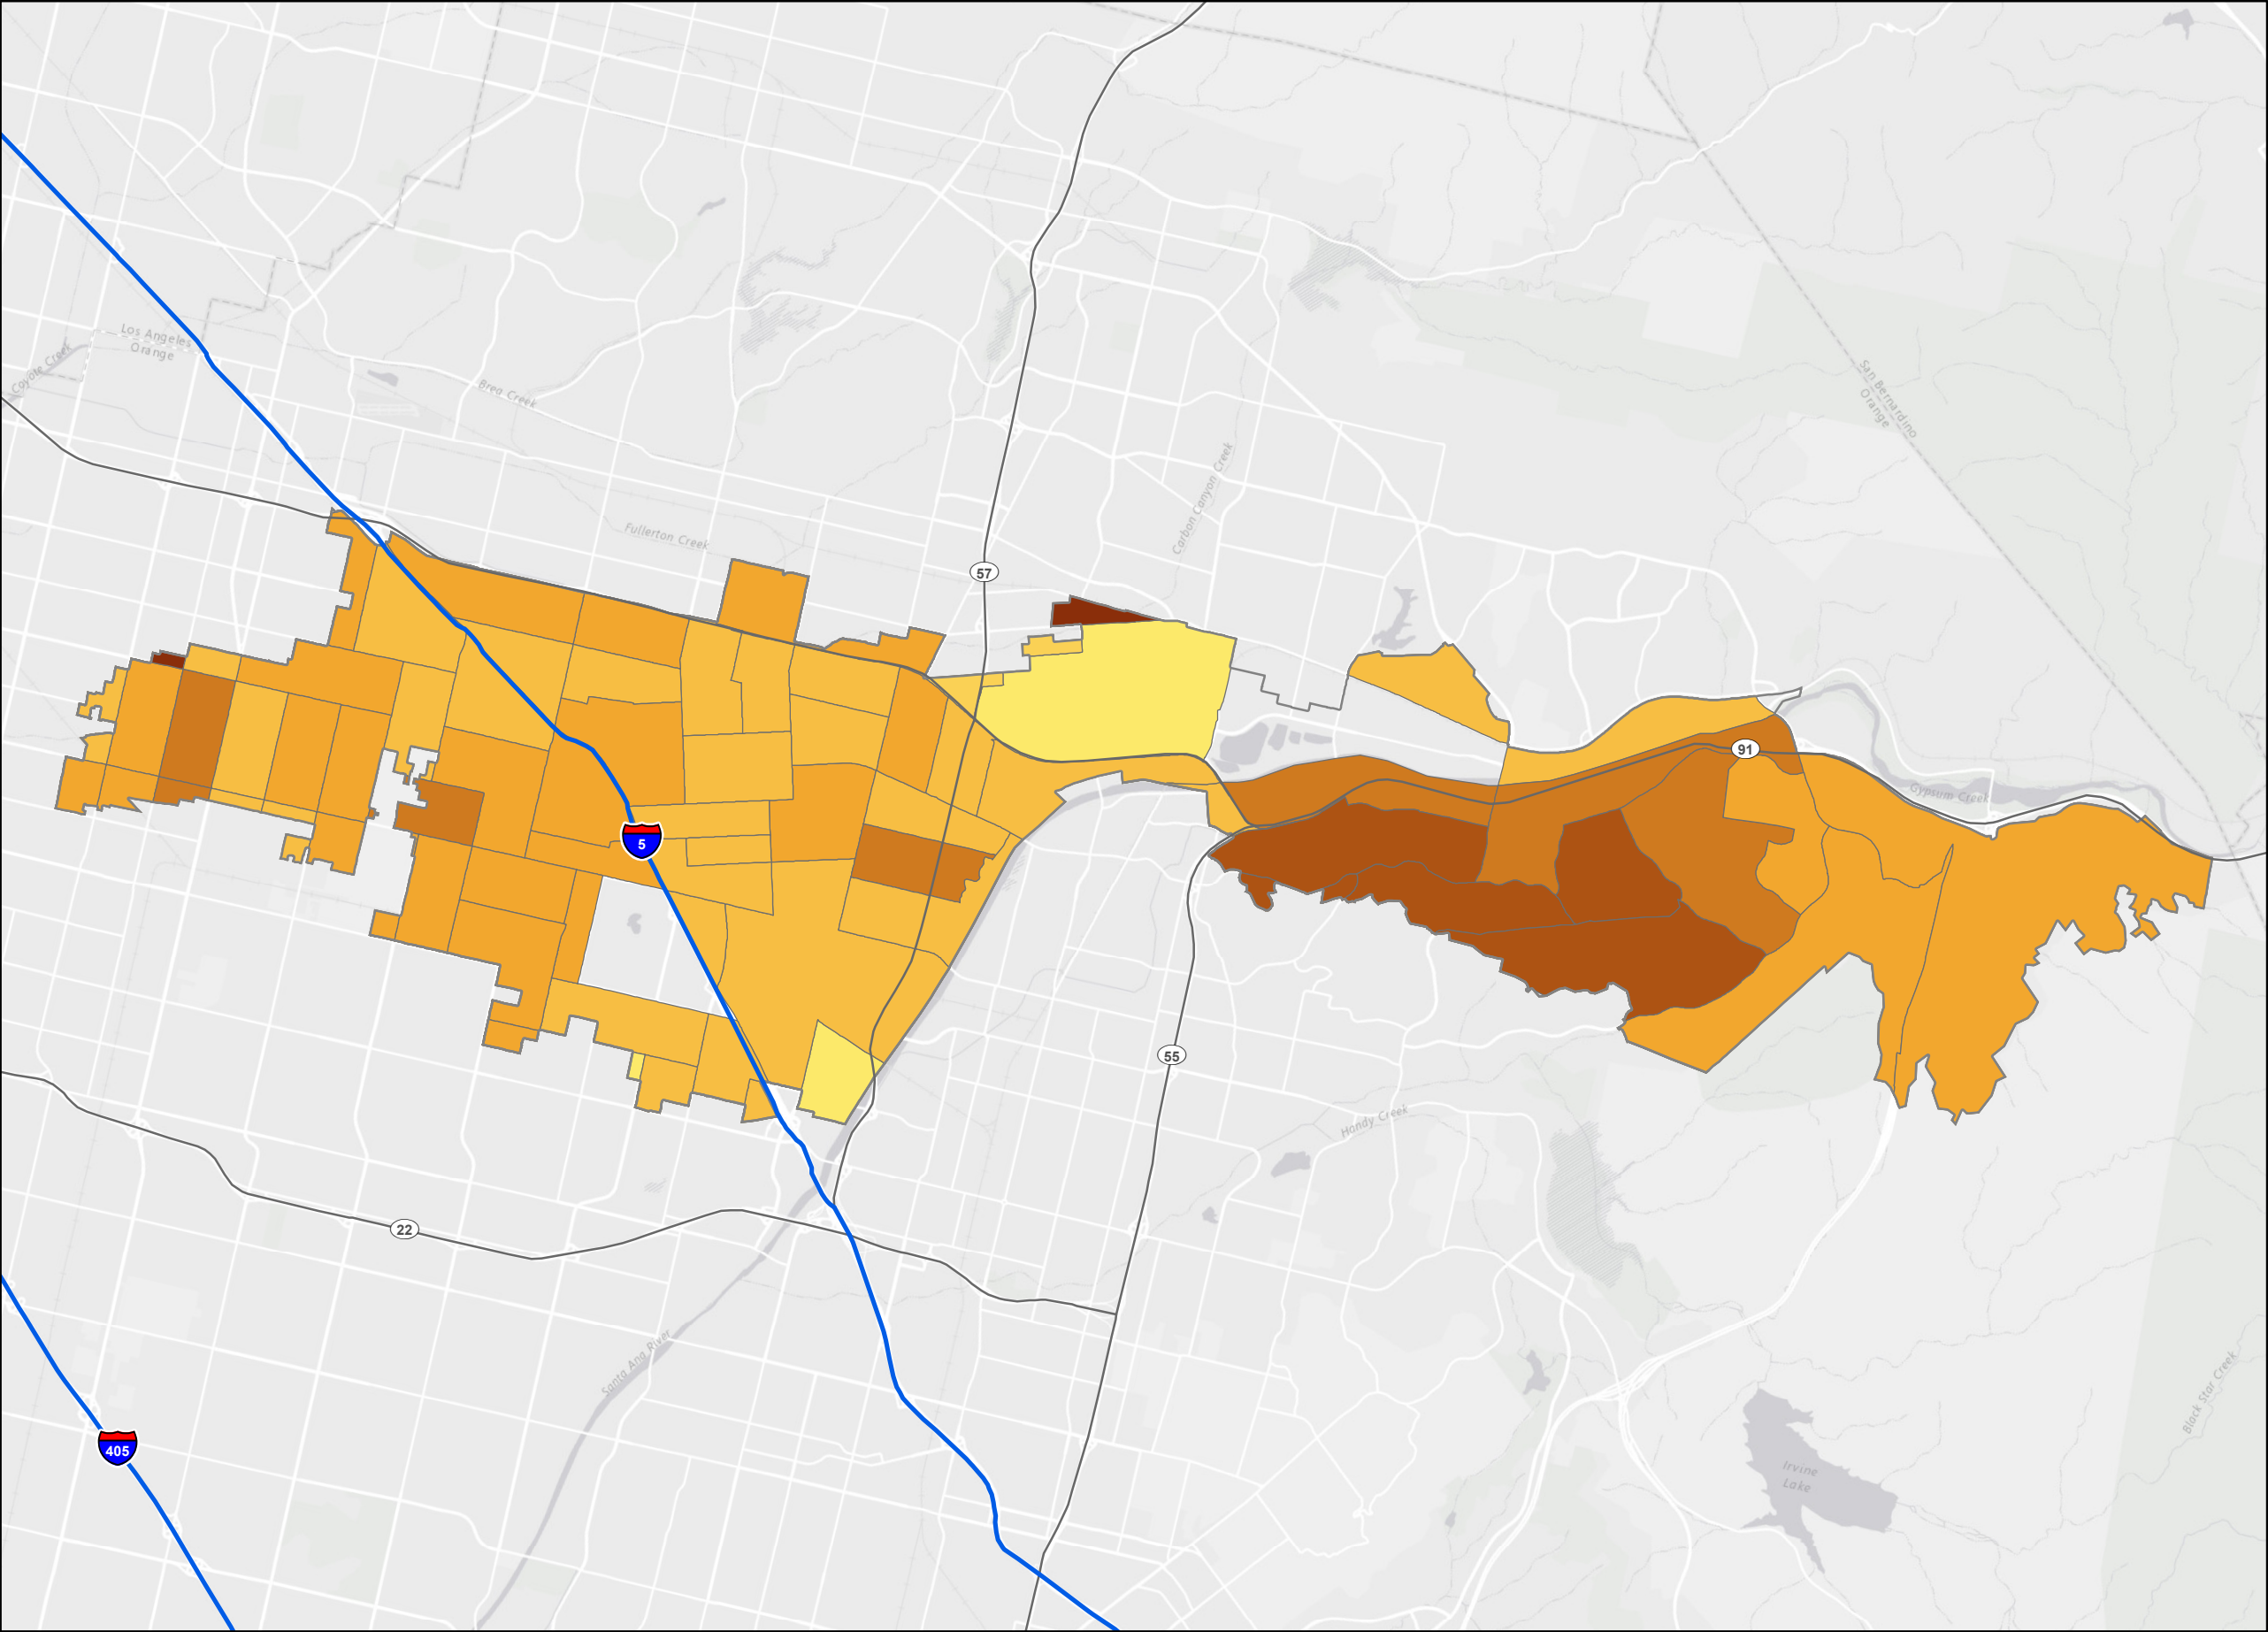 Los Angeles
Orange
Coyote Creek
Brea Creek
San Bernardino
Orange
Fullerton Creek
Carbon Canyon Creek
57
91
Gypsum Creek
5
55
Handy Creek
22
Santa Ana River
Black Star Creek
405
Irvine
Lake